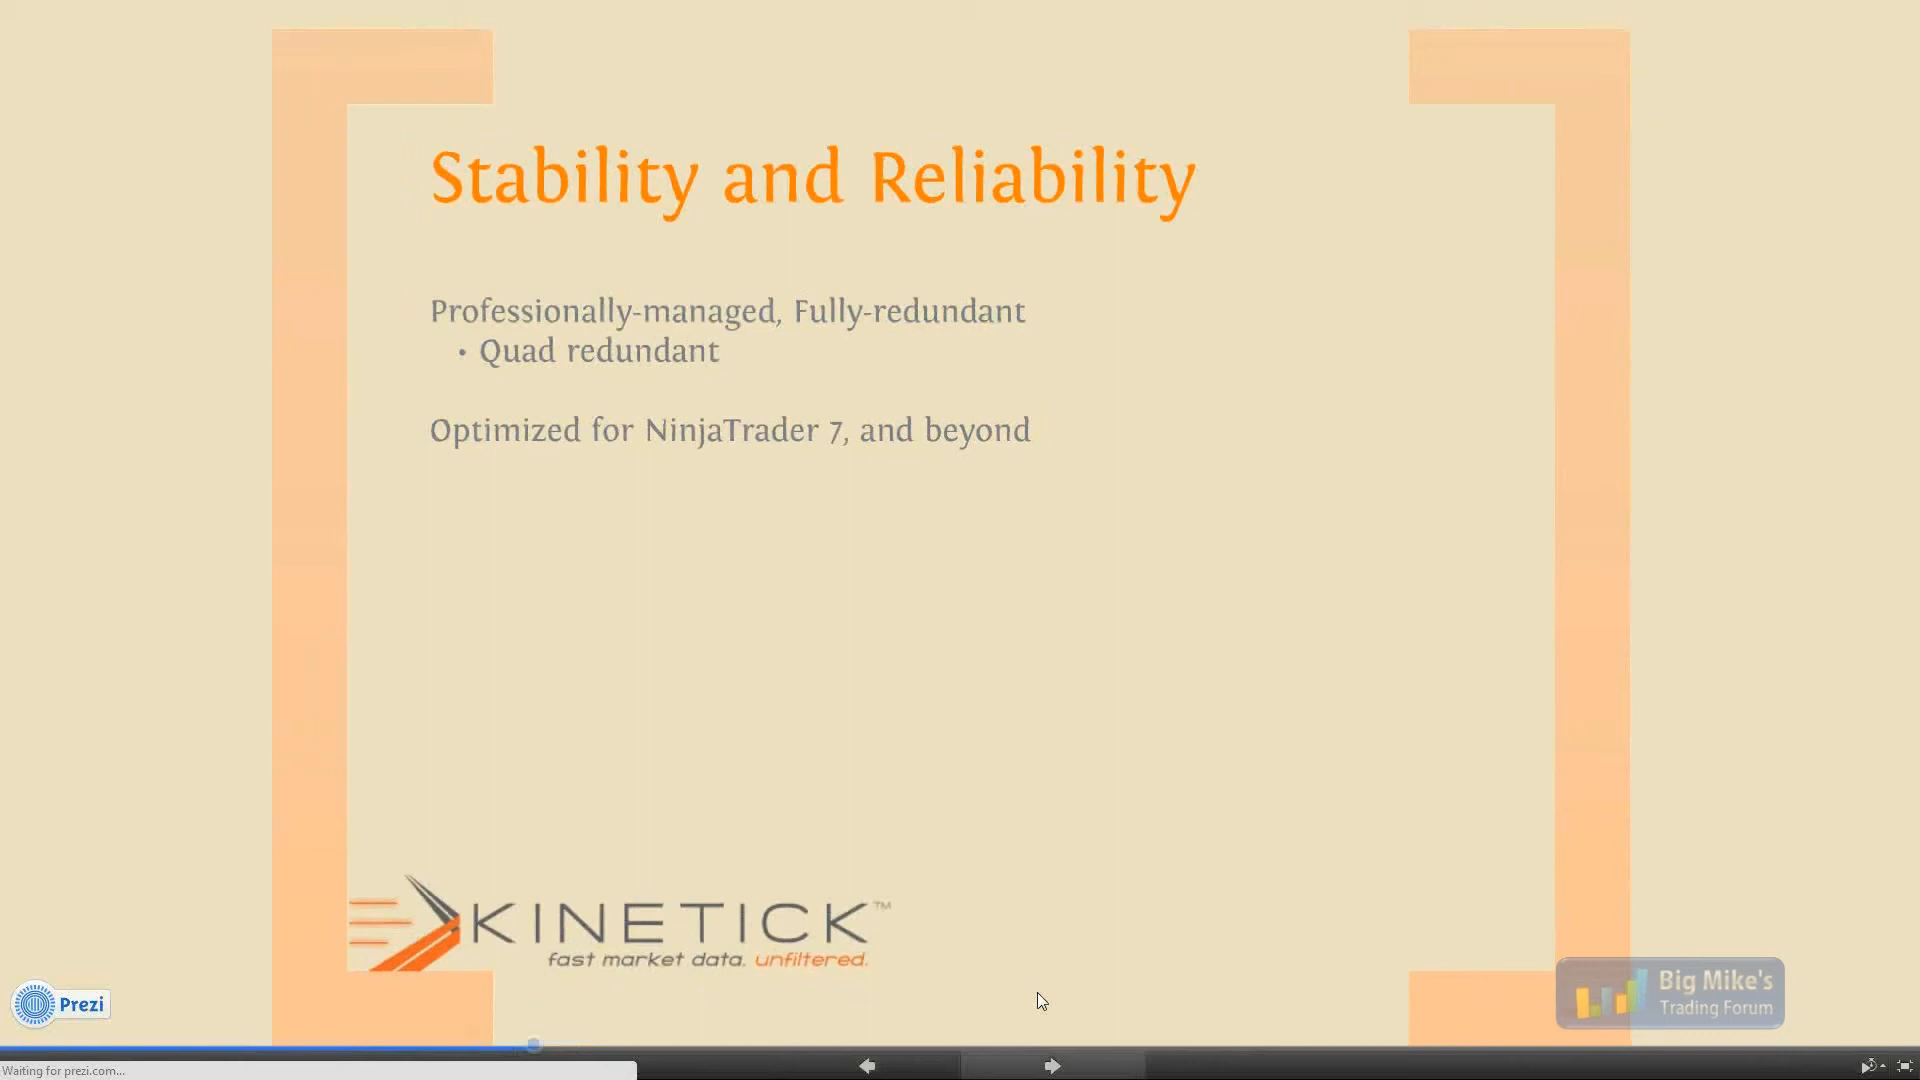 Stability and Reliability
Professionally-managed, Fully-redundant
• Quad redundant
Optimized for NinjaTrader 7, and beyond
KINETICK™
fast market data. unfiltered.
Prezi
Big Mike's
Trading Forum
Waiting for prezi.com...